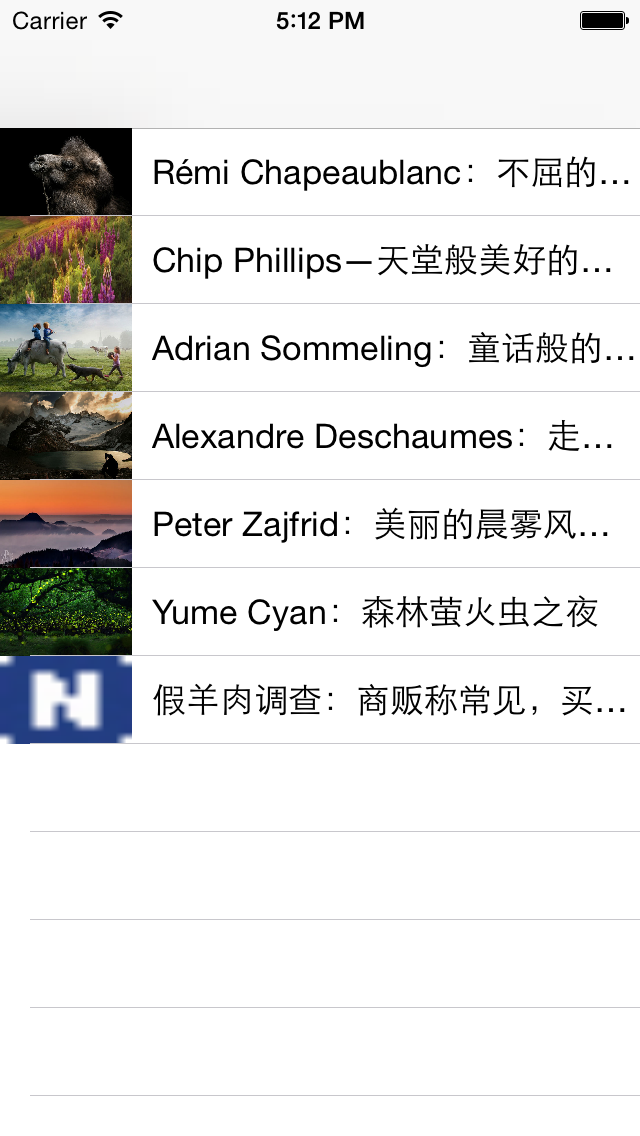 Carrier 5:12 PM
Rémi Chapeaublanc：不屈的…
Chip Phillips—天堂般美好的…
Adrian Sommeling：童话般的…
Alexandre Deschaumes：走…
Peter Zajfrid：美丽的晨雾风…
Yume Cyan：森林萤火虫之夜
N
假羊肉调查：商贩称常见，买…